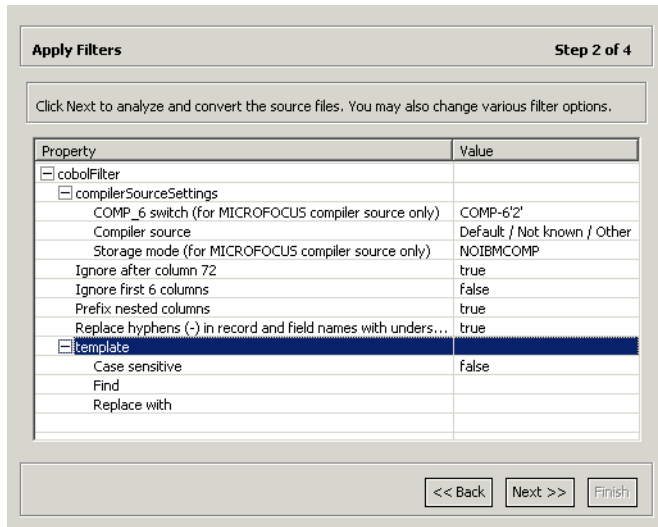 Apply Filters Step 2 of 4
Click Next to analyze and convert the source files. You may also change various filter options.
Property Value
cobolFilter
compilerSourceSettings
COMP_6 switch (for MICROFOCUS compiler source only) COMP-6'2'
Compiler source Default / Not known / Other
Storage mode (for MICROFOCUS compiler source only) NOIBMCOMP
Ignore after column 72 true
Ignore first 6 columns false
Prefix nested columns true
Replace hyphens (-) in record and field names with unders... true
template
Case sensitive false
Find
Replace with
<< Back Next >> Finish